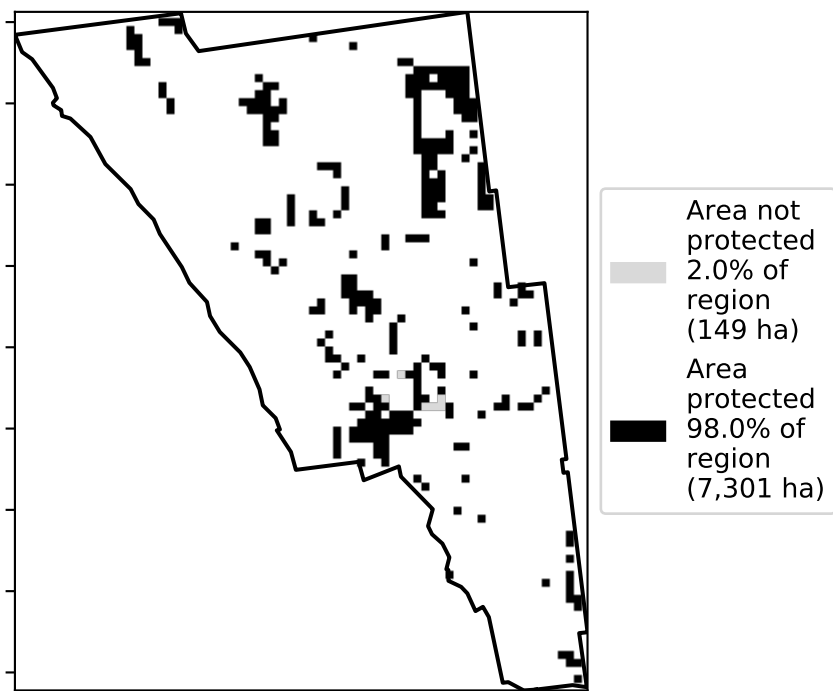 Area not
protected
2.0% of
region
(149 ha)
Area
protected
98.0% of
region
(7,301 ha)